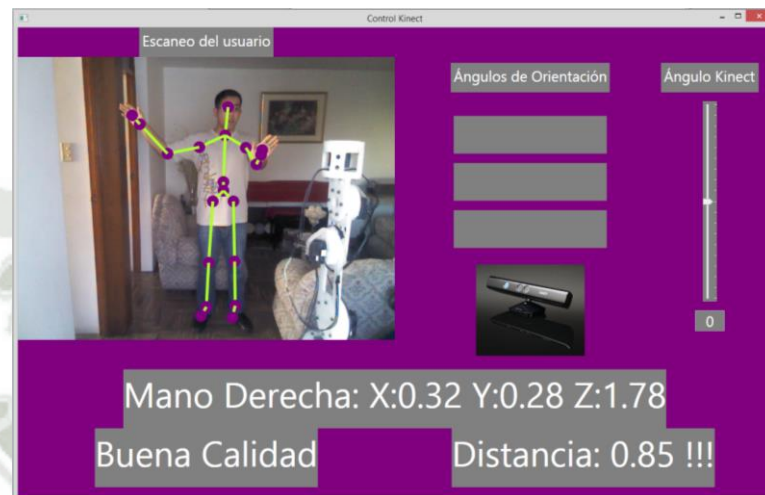 Control Kinect
Escaneo del usuario
Ángulos de Orientación
Ángulo Kinect
0
Mano Derecha: X:0.32 Y:0.28 Z:1.78
Buena Calidad
Distancia: 0.85 !!!